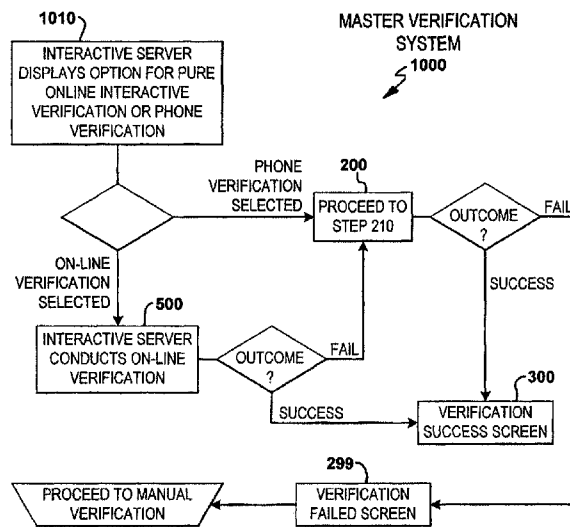 1010
MASTER VERIFICATION
SYSTEM
1000
INTERACTIVE SERVER
DISPLAYS OPTION FOR PURE
ONLINE INTERACTIVE
VERIFICATION OR PHONE
VERIFICATION
PHONE
VERIFICATION
SELECTED
200
PROCEED TO
STEP 210
OUTCOME
?
FAIL
ON-LINE
VERIFICATION
SELECTED
SUCCESS
500
INTERACTIVE SERVER
CONDUCTS ON-LINE
VERIFICATION
OUTCOME
?
FAIL
SUCCESS
300
VERIFICATION
SUCCESS SCREEN
PROCEED TO MANUAL
VERIFICATION
299
VERIFICATION
FAILED SCREEN